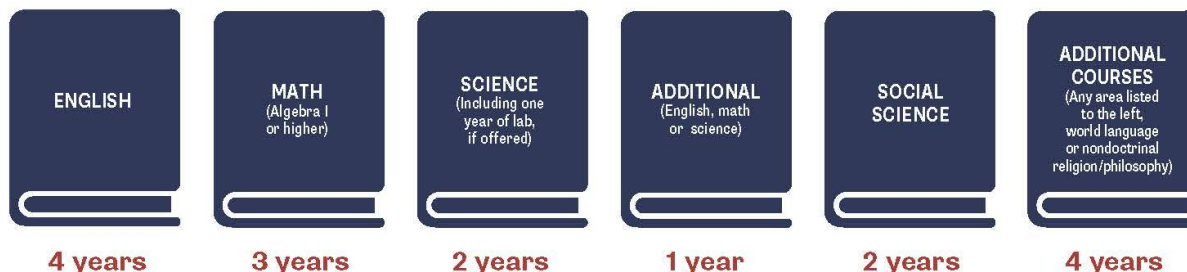 ENGLISH
MATH
(Algebra I
or higher)
SCIENCE
(Including one
year of lab,
if offered)
ADDITIONAL
(English, math
or science)
SOCIAL
SCIENCE
ADDITIONAL
COURSES
(Any area listed
to the left,
world language
or nondoctrinal
religion/philosophy)
4 years
3 years
2 years
1 year
2 years
4 years